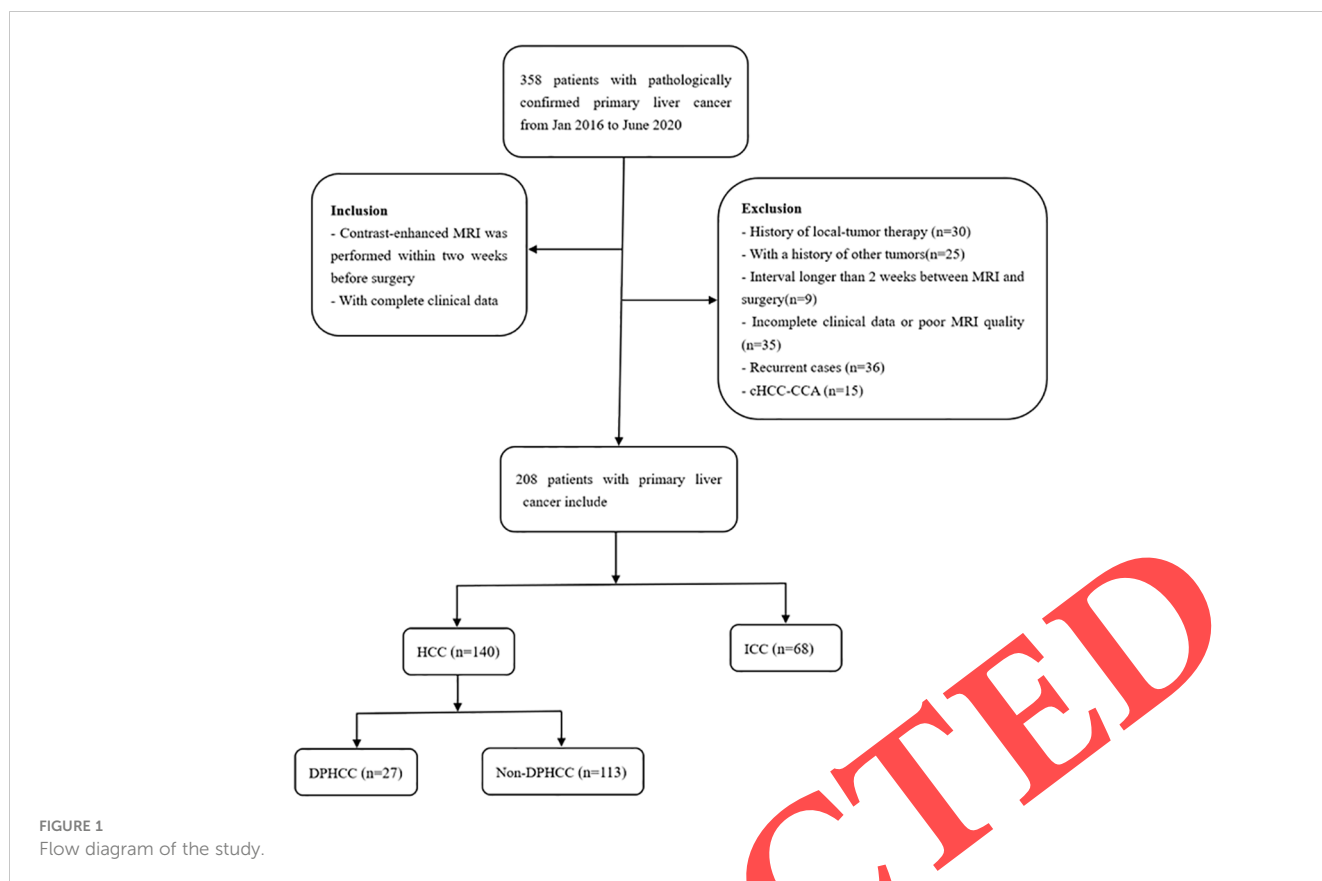 358 patients with pathologically
confirmed primary liver cancer
from Jan 2016 to June 2020
Inclusion
- Contrast-enhanced MRI was
performed within two weeks
before surgery
- With complete clinical data
Exclusion
- History of local-tumor therapy (n=30)
- With a history of other tumors(n=25)
- Interval longer than 2 weeks between MRI and
surgery(n=9)
- Incomplete clinical data or poor MRI quality
(n=35)
- Recurrent cases (n=36)
- cHCC-CCA (n=15)
208 patients with primary liver
cancer include
HCC (n=140)
ICC (n=68)
DPHCC (n=27)
Non-DPHCC (n=113)
FIGURE 1
Flow diagram of the study.
CTED